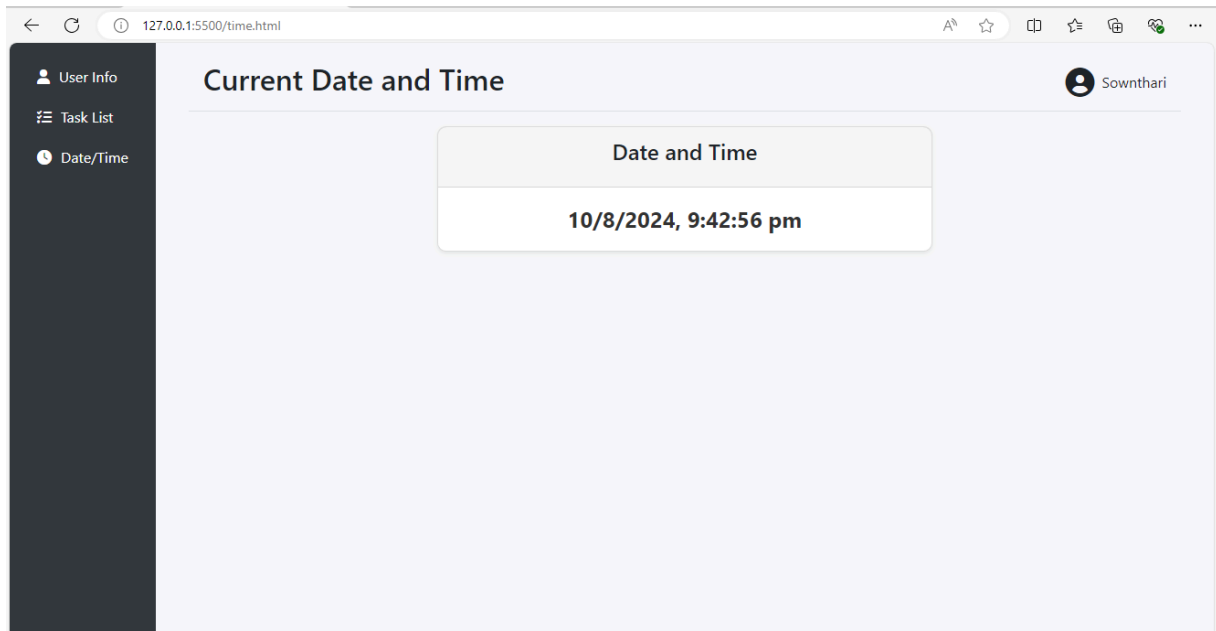 127.0.0.1:5500/time.html
User Info
Task List
Date/Time
Current Date and Time
Sownthari
Date and Time
10/8/2024, 9:42:56 pm